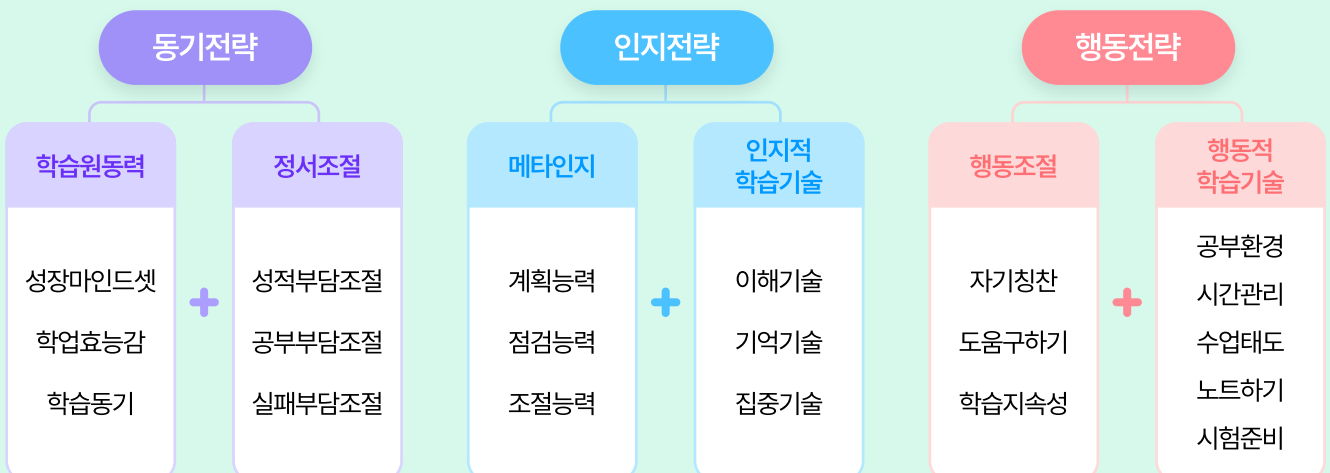 동기전략
학습원동력
성장마인드셋
학업효능감
학습동기
정서조절
성적부담조절
공부부담조절
실패부담조절
인지전략
메타인지
계획능력
점검능력
조절능력
인지적
학습기술
이해기술
기억기술
집중기술
행동전략
행동조절
자기칭찬
도움구하기
학습지속성
행동적
학습기술
공부환경
시간관리
수업태도
노트하기
시험준비